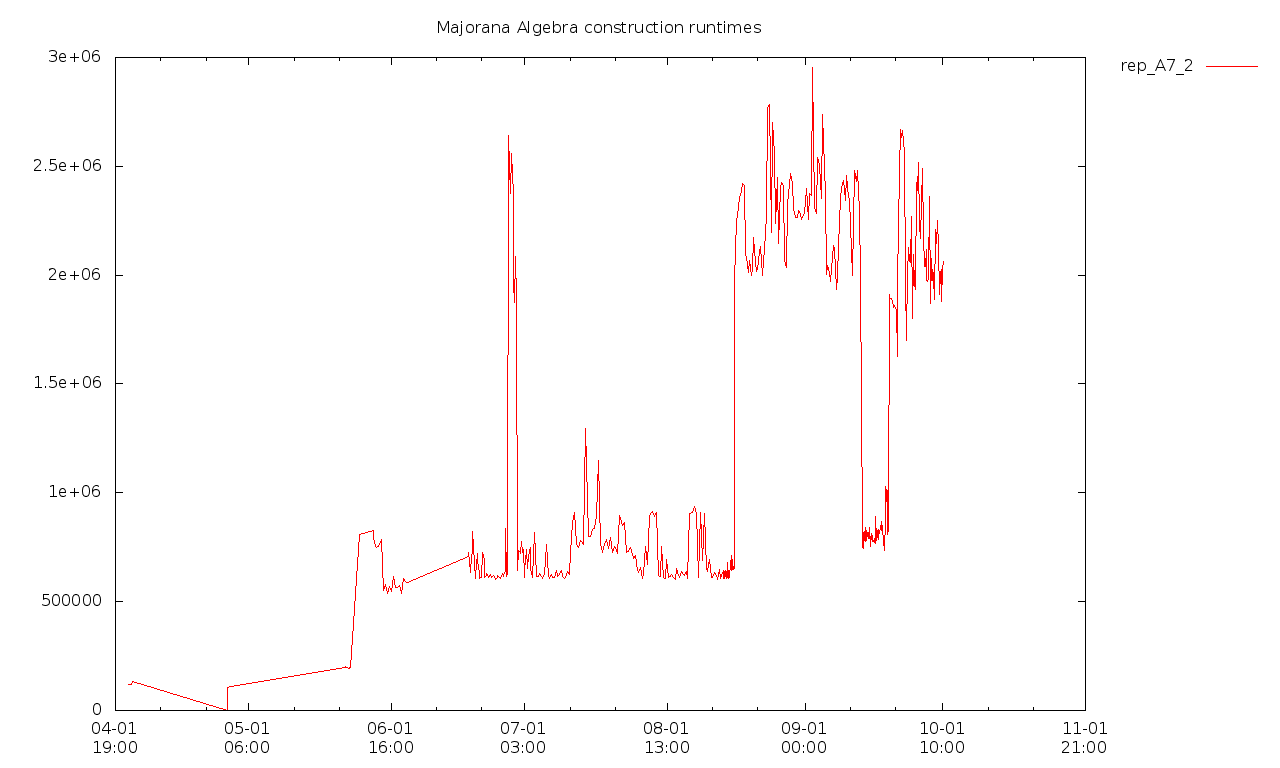 Majorana Algebra construction runtimes
rep_A7_2
3e+06
2.5e+06
2e+06
1.5e+06
1e+06
500000
0
04-01 05-01 06-01 07-01 08-01 09-01 10-01 11-01
19:00 06:00 16:00 03:00 13:00 00:00 10:00 21:00